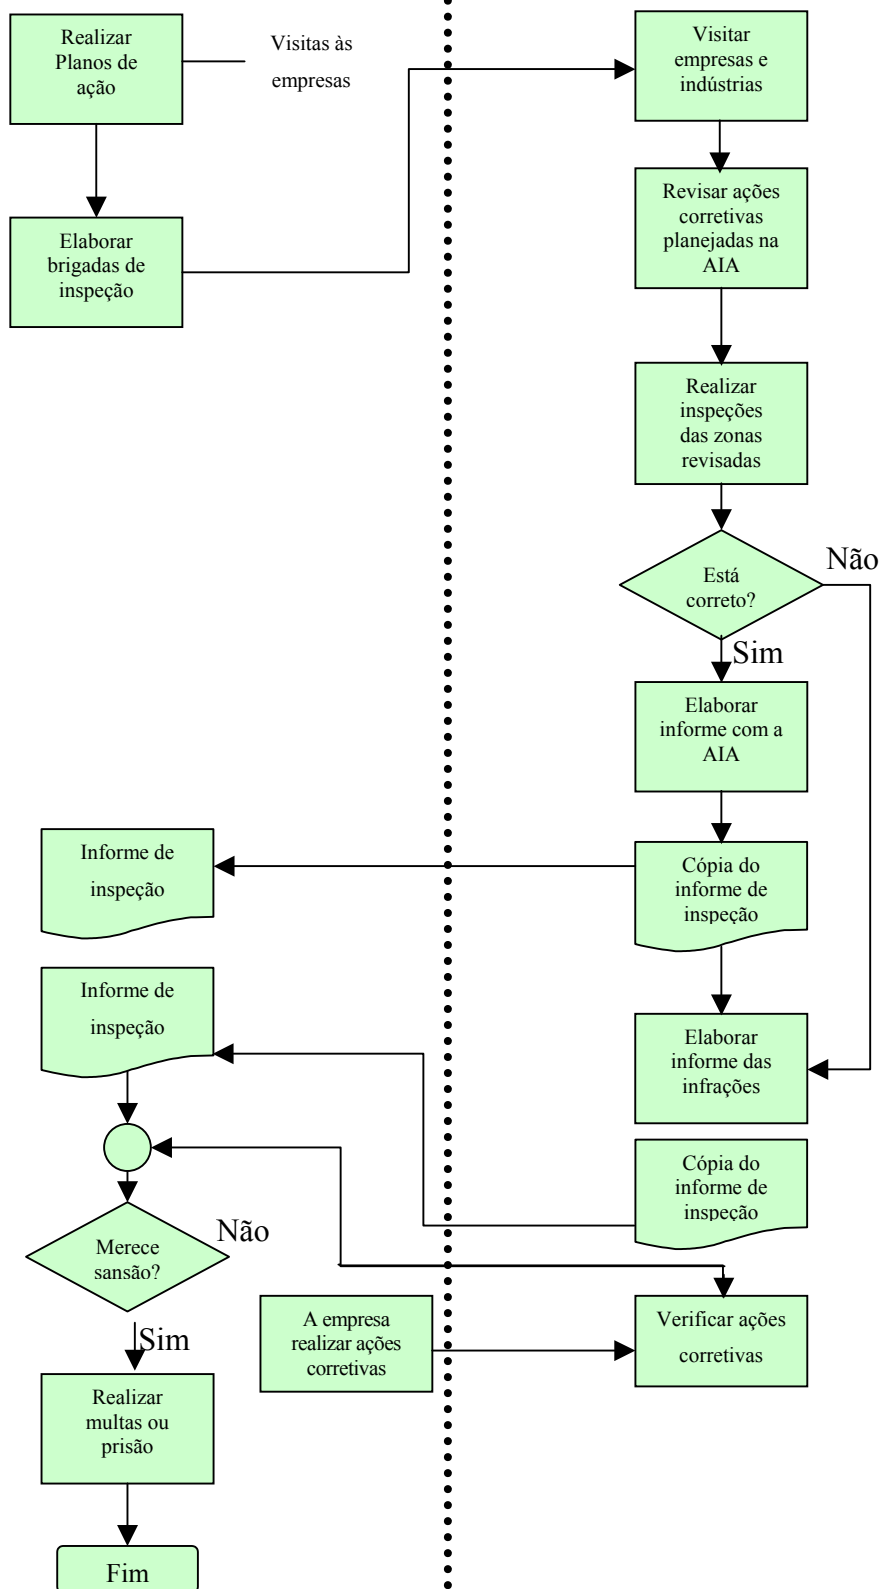 Realizar
Planos de
ação
Visitas às
empresas
Elaborar
brigadas de
inspeção
Visitar
empresas e
indústrias
Revisar ações
corretivas
planejadas na
AIA
Realizar
inspeções
das zonas
revisadas
Está
correto?
Não
Sim
Elaborar
informe com a
AIA
Cópia do
informe de
inspeção
Informe de
inspeção
Elaborar
informe das
infrações
Cópia do
informe de
inspeção
Informe de
inspeção
Merece
sansão?
Não
Sim
A empresa
realizar ações
corretivas
Verificar ações
corretivas
Realizar
multas ou
prisão
Fim